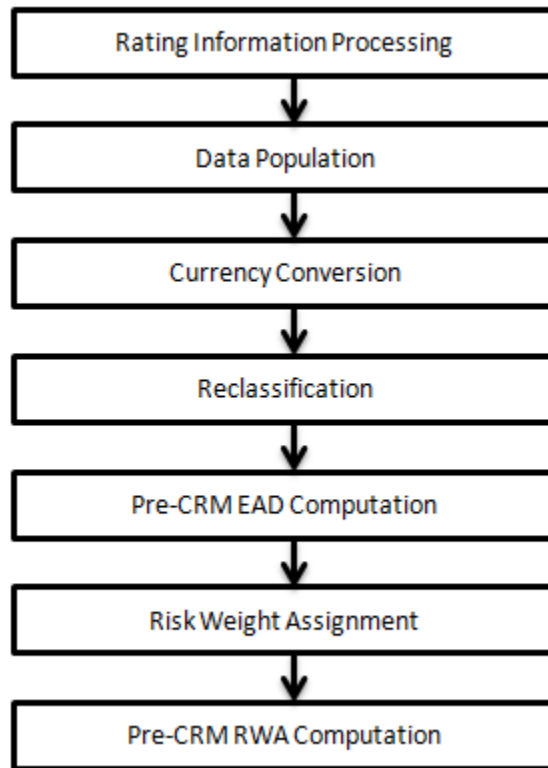 Rating Information Processing
Data Population
Currency Conversion
Reclassification
Pre-CRM EAD Computation
Risk Weight Assignment
Pre-CRM RWA Computation